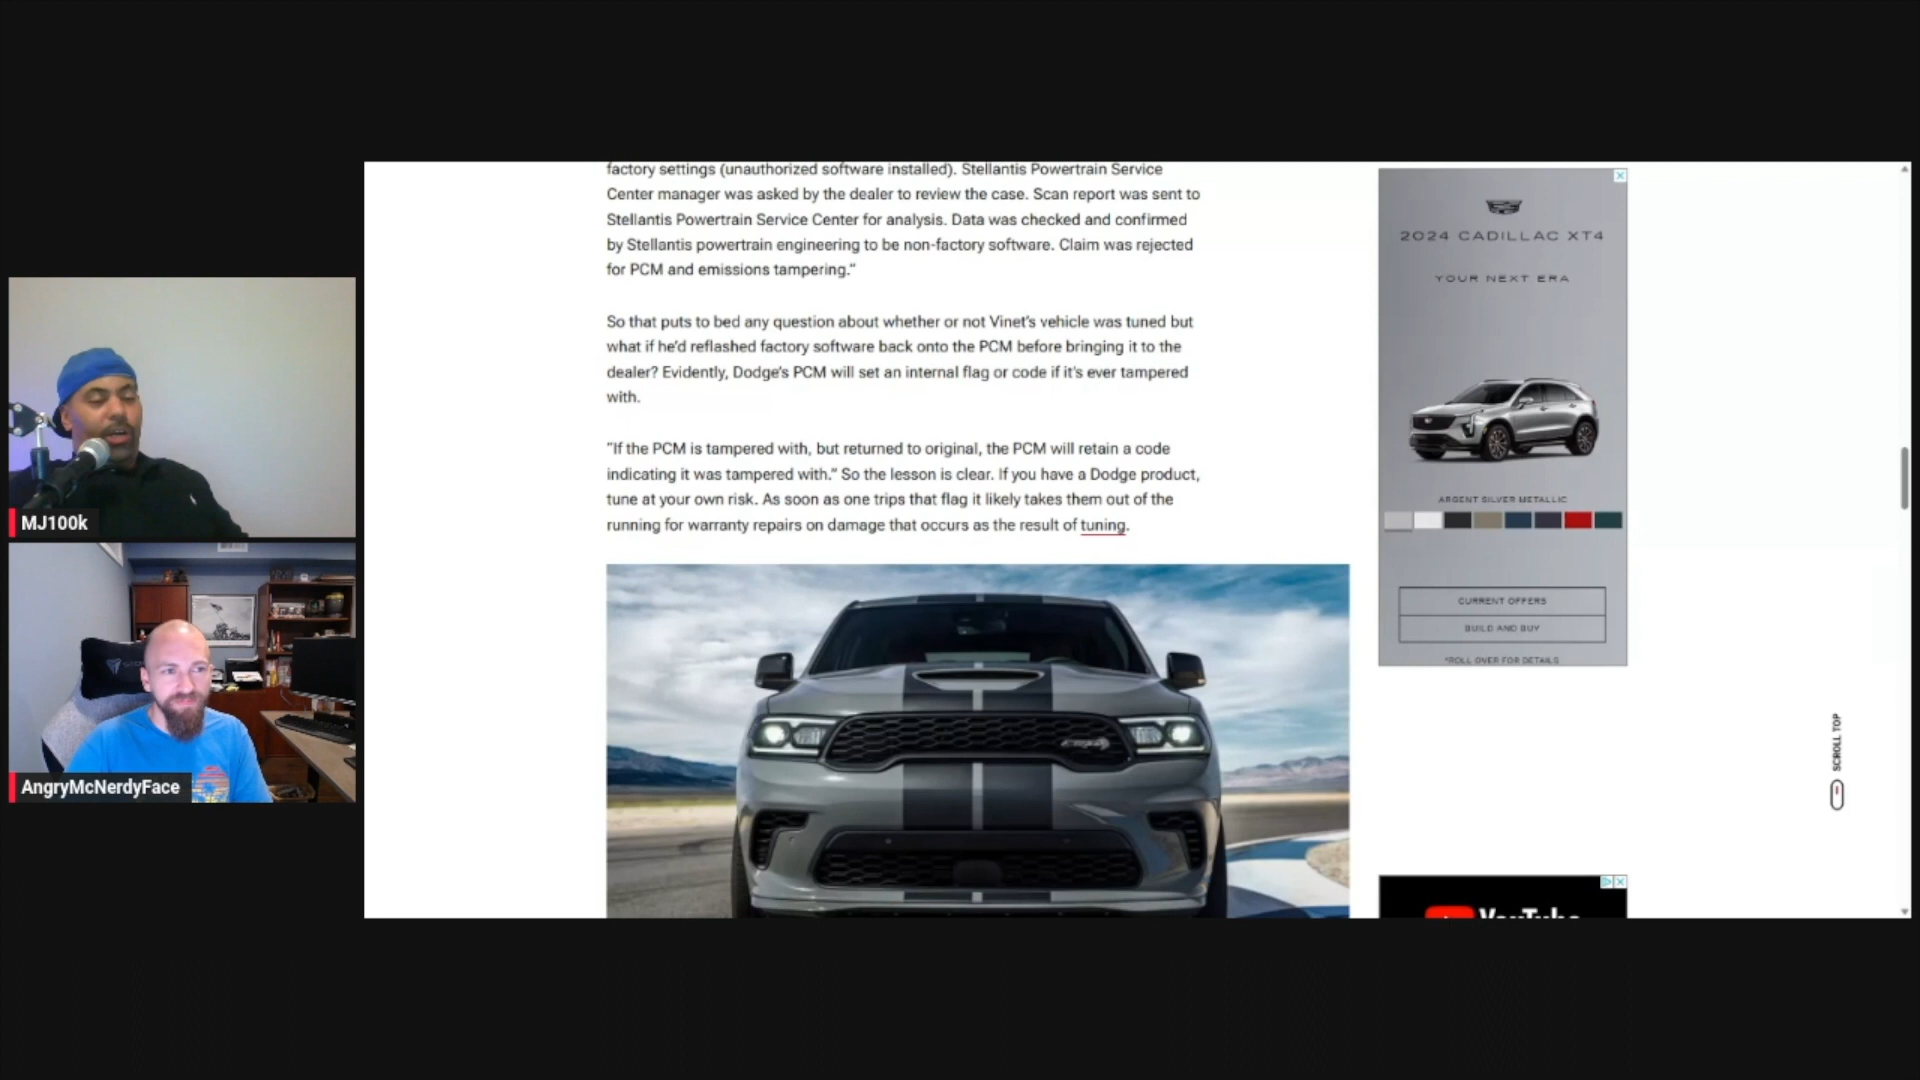 factory settings (unauthorized software installed). Stellantis Powertrain Service
Center manager was asked by the dealer to review the case. Scan report was sent to
Stellantis Powertrain Service Center for analysis. Data was checked and confirmed
by Stellantis powertrain engineering to be non-factory software. Claim was rejected
for PCM and emissions tampering.”
So that puts to bed any question about whether or not Vinet's vehicle was tuned but
what if he'd reflashed factory software back onto the PCM before bringing it to the
dealer? Evidently, Dodge's PCM will set an internal flag or code if it's ever tampered
with.
“If the PCM is tampered with, but returned to original, the PCM will retain a code
indicating it was tampered with.” So the lesson is clear. If you have a Dodge product,
tune at your own risk. As soon as one trips that flag it likely takes them out of the
running for warranty repairs on damage that occurs as the result of tuning.
2024 CADILLAC XT4
YOUR NEXT ERA
ARGENT SILVER METALLIC
CURRENT OFFERS
BUILD AND BUY
*ROLL OVER FOR DETAILS
SCROLL TOP
YouTube
MJ100k
AngryMcNerdyFace